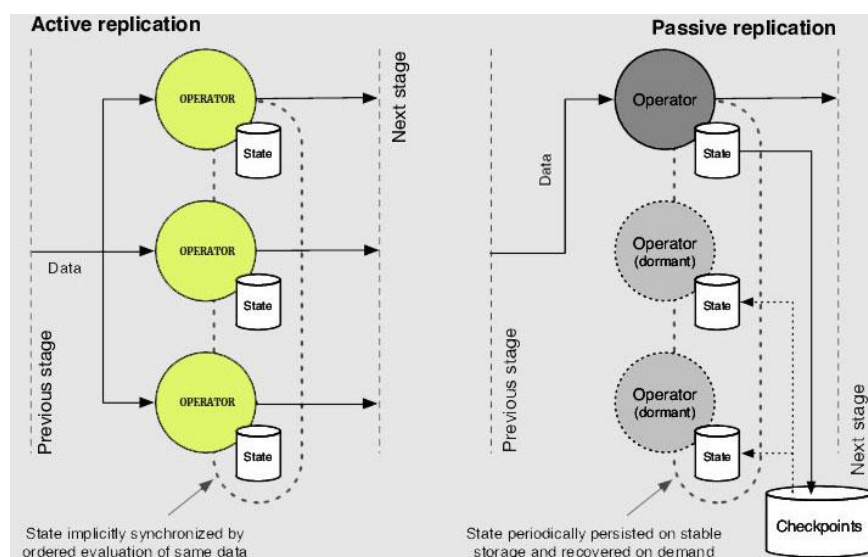 Active replication
OPERATOR
State
OPERATOR
State
OPERATOR
State
Data
Previous stage
Next stage
State implicitly synchronized by
ordered evaluation of same data
Passive replication
Operator
State
Operator
(dormant)
State
Operator
(dormant)
State
Data
Previous stage
Next stage
Checkpoints
State periodically persisted on stable
storage and recovered on demand